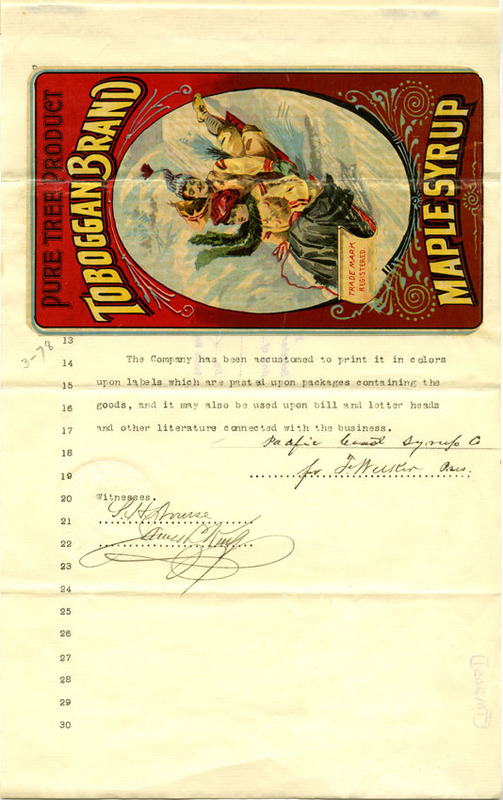 PURE TREE PRODUCT
TOBOGGAN BRAND
MAPLE SYRUP
TRADE MARK
REGISTERED.
3-78
13
14 The Company has been accustomed to print it in colors
15 upon labels which are pasted upon packages containing the
16 goods, and it may also be used upon bill and letter heads
17 and other literature connected with the business.
Pacific Coast Syrup Co
18
19 Pres.
20 Witnesses.
21
22
23
24
25
26
27
28
29
30